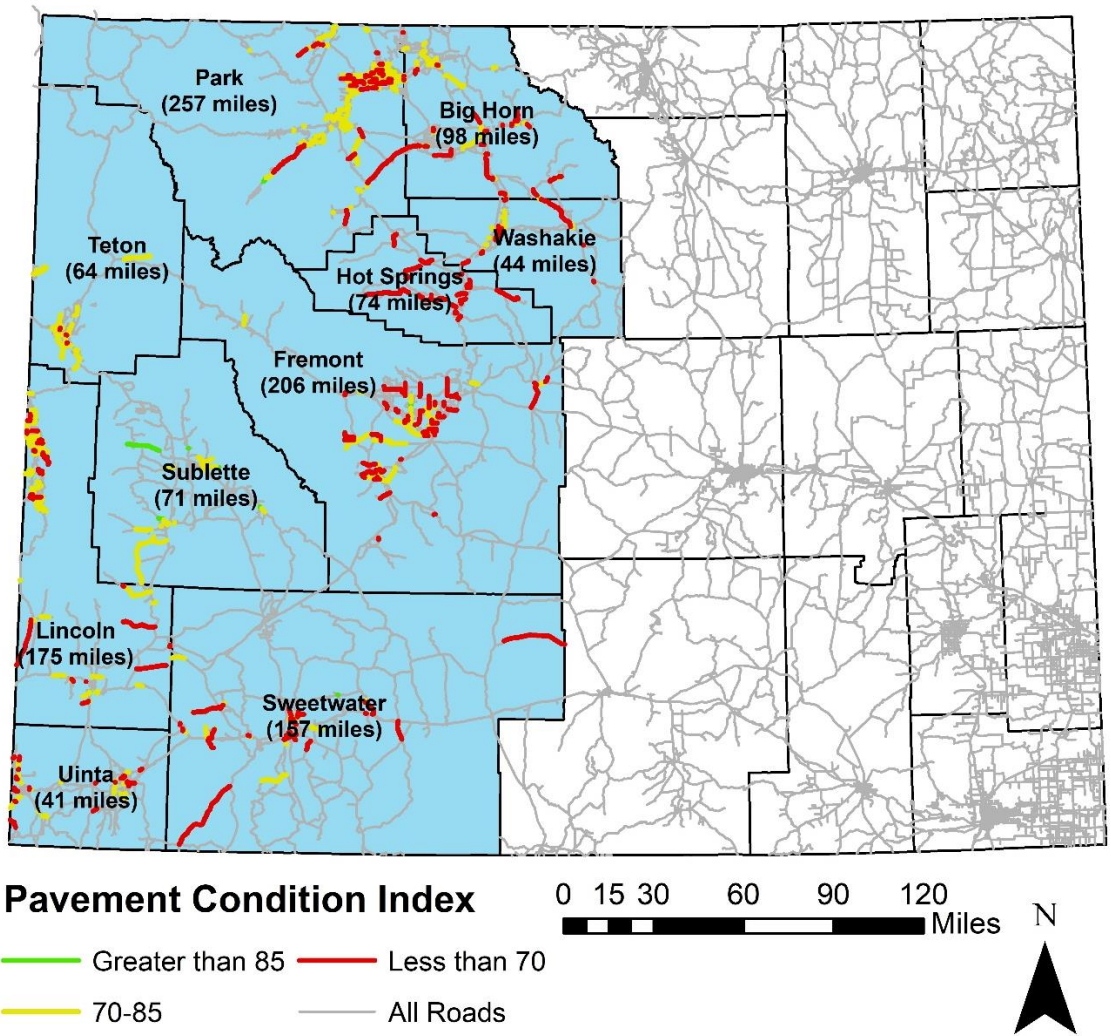 Park
(257 miles)
Big Horn
(98 miles)
Teton
(64 miles)
Washakie
(44 miles)
Hot Springs
(74 miles)
Fremont
(206 miles)
Sublette
(71 miles)
Lincoln
(175 miles)
Sweetwater
(157 miles)
Uinta
(41 miles)
Pavement Condition Index
Greater than 85
Less than 70
70-85
All Roads
0 15 30 60 90 120
Miles
N